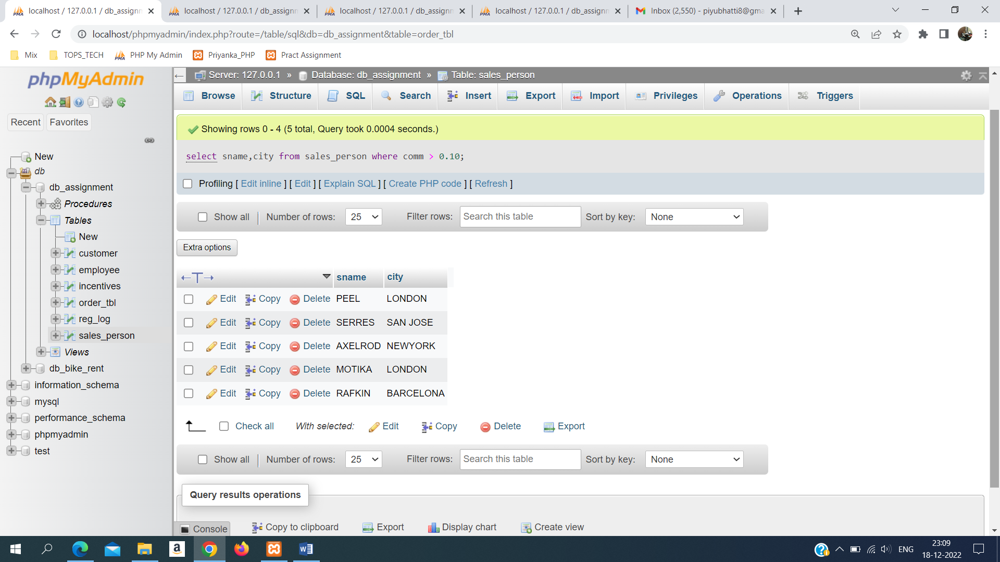 localhost / 127.0.0.1 / db_assignn
localhost / 127.0.0.1 / db_assignn
localhost / 127.0.0.1 / db_assignn
localhost / 127.0.0.1 / db_assignn
Inbox (2,550) - piyubhatti8@gma
localhost/phpmyadmin/index.php?route=/table/sql&db=db_assignment&table=order_tbl
Mix
TOPS_TECH
PHP My Admin
Priyanka_PHP
Pract Assignment
phpMyAdmin
Recent
Favorites
New
db
db_assignment
Procedures
Tables
New
customer
employee
incentives
order_tbl
reg_log
sales_person
Views
db_bike_rent
information_schema
mysql
performance_schema
phpmyadmin
test
Server: 127.0.0.1 » Database: db_assignment » Table: sales_person
Browse
Structure
SQL
Search
Insert
Export
Import
Privileges
Operations
Triggers
Showing rows 0 - 4 (5 total, Query took 0.0004 seconds.)
select sname,city from sales_person where comm > 0.10;
Profiling [ Edit inline ] [ Edit ] [ Explain SQL ] [ Create PHP code ] [ Refresh ]
Show all | Number of rows: 25 Filter rows: Search this table Sort by key: None
Extra options
sname city
Edit Copy Delete PEEL LONDON
Edit Copy Delete SERRES SAN JOSE
Edit Copy Delete AXELROD NEWYORK
Edit Copy Delete MOTIKA LONDON
Edit Copy Delete RAFKIN BARCELONA
Check all With selected: Edit Copy Delete Export
Show all | Number of rows: 25 Filter rows: Search this table Sort by key: None
Query results operations
Console
Copy to clipboard
Export
Display chart
Create view
ENG
23:09
18-12-2022